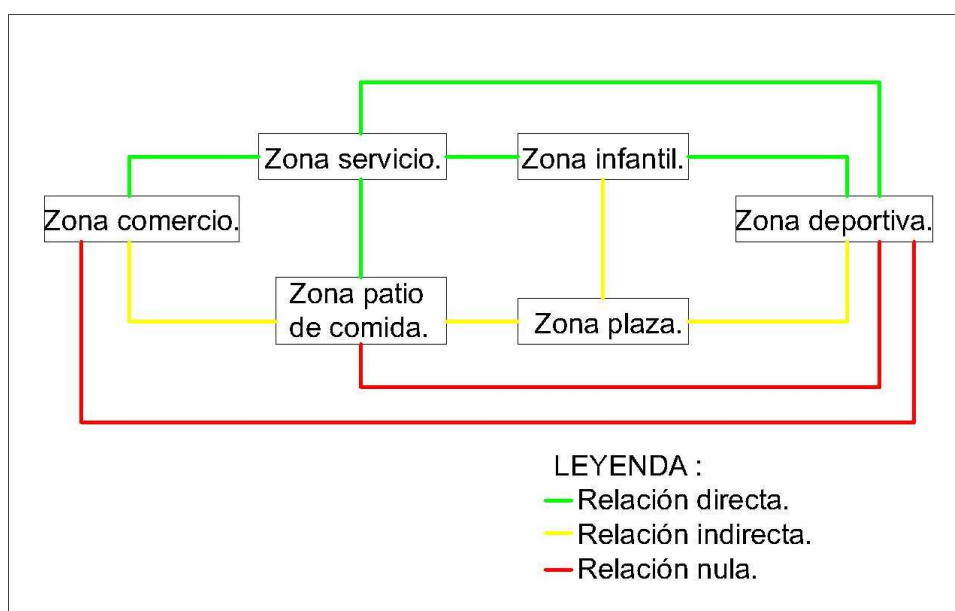 Zona servicio.
Zona infantil.
Zona comercio.
Zona deportiva.
Zona patio
de comida.
Zona plaza.
LEYENDA :
Relación directa.
Relación indirecta.
Relación nula.